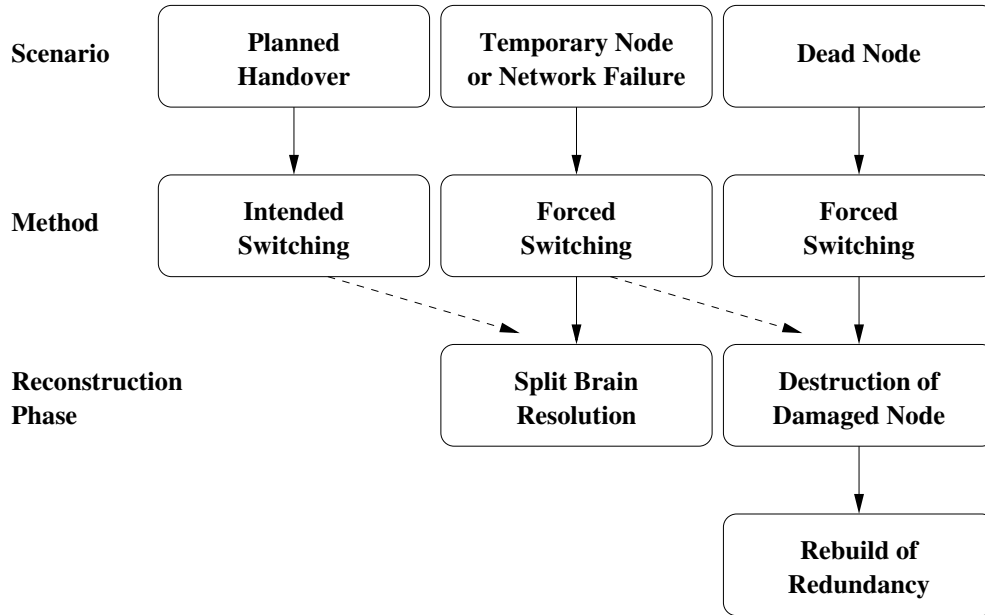 Scenario
Planned
Handover
Temporary Node
or Network Failure
Dead Node
Method
Intended
Switching
Forced
Switching
Forced
Switching
Reconstruction
Phase
Split Brain
Resolution
Destruction of
Damaged Node
Rebuild of
Redundancy